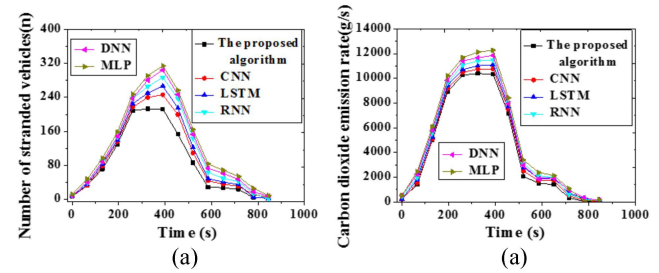 Number of stranded vehicles(n)
400
320
240
160
80
0
DNN
MLP
The proposed
algorithm
CNN
LSTM
RNN
0 200 400 600 800 1000
Time (s)
(a)
Carbon dioxide emission rate(g/s)
14000
12000
10000
8000
6000
4000
2000
0
The proposed
algorithm
CNN
LSTM
RNN
DNN
MLP
0 200 400 600 800 1000
Time (s)
(a)